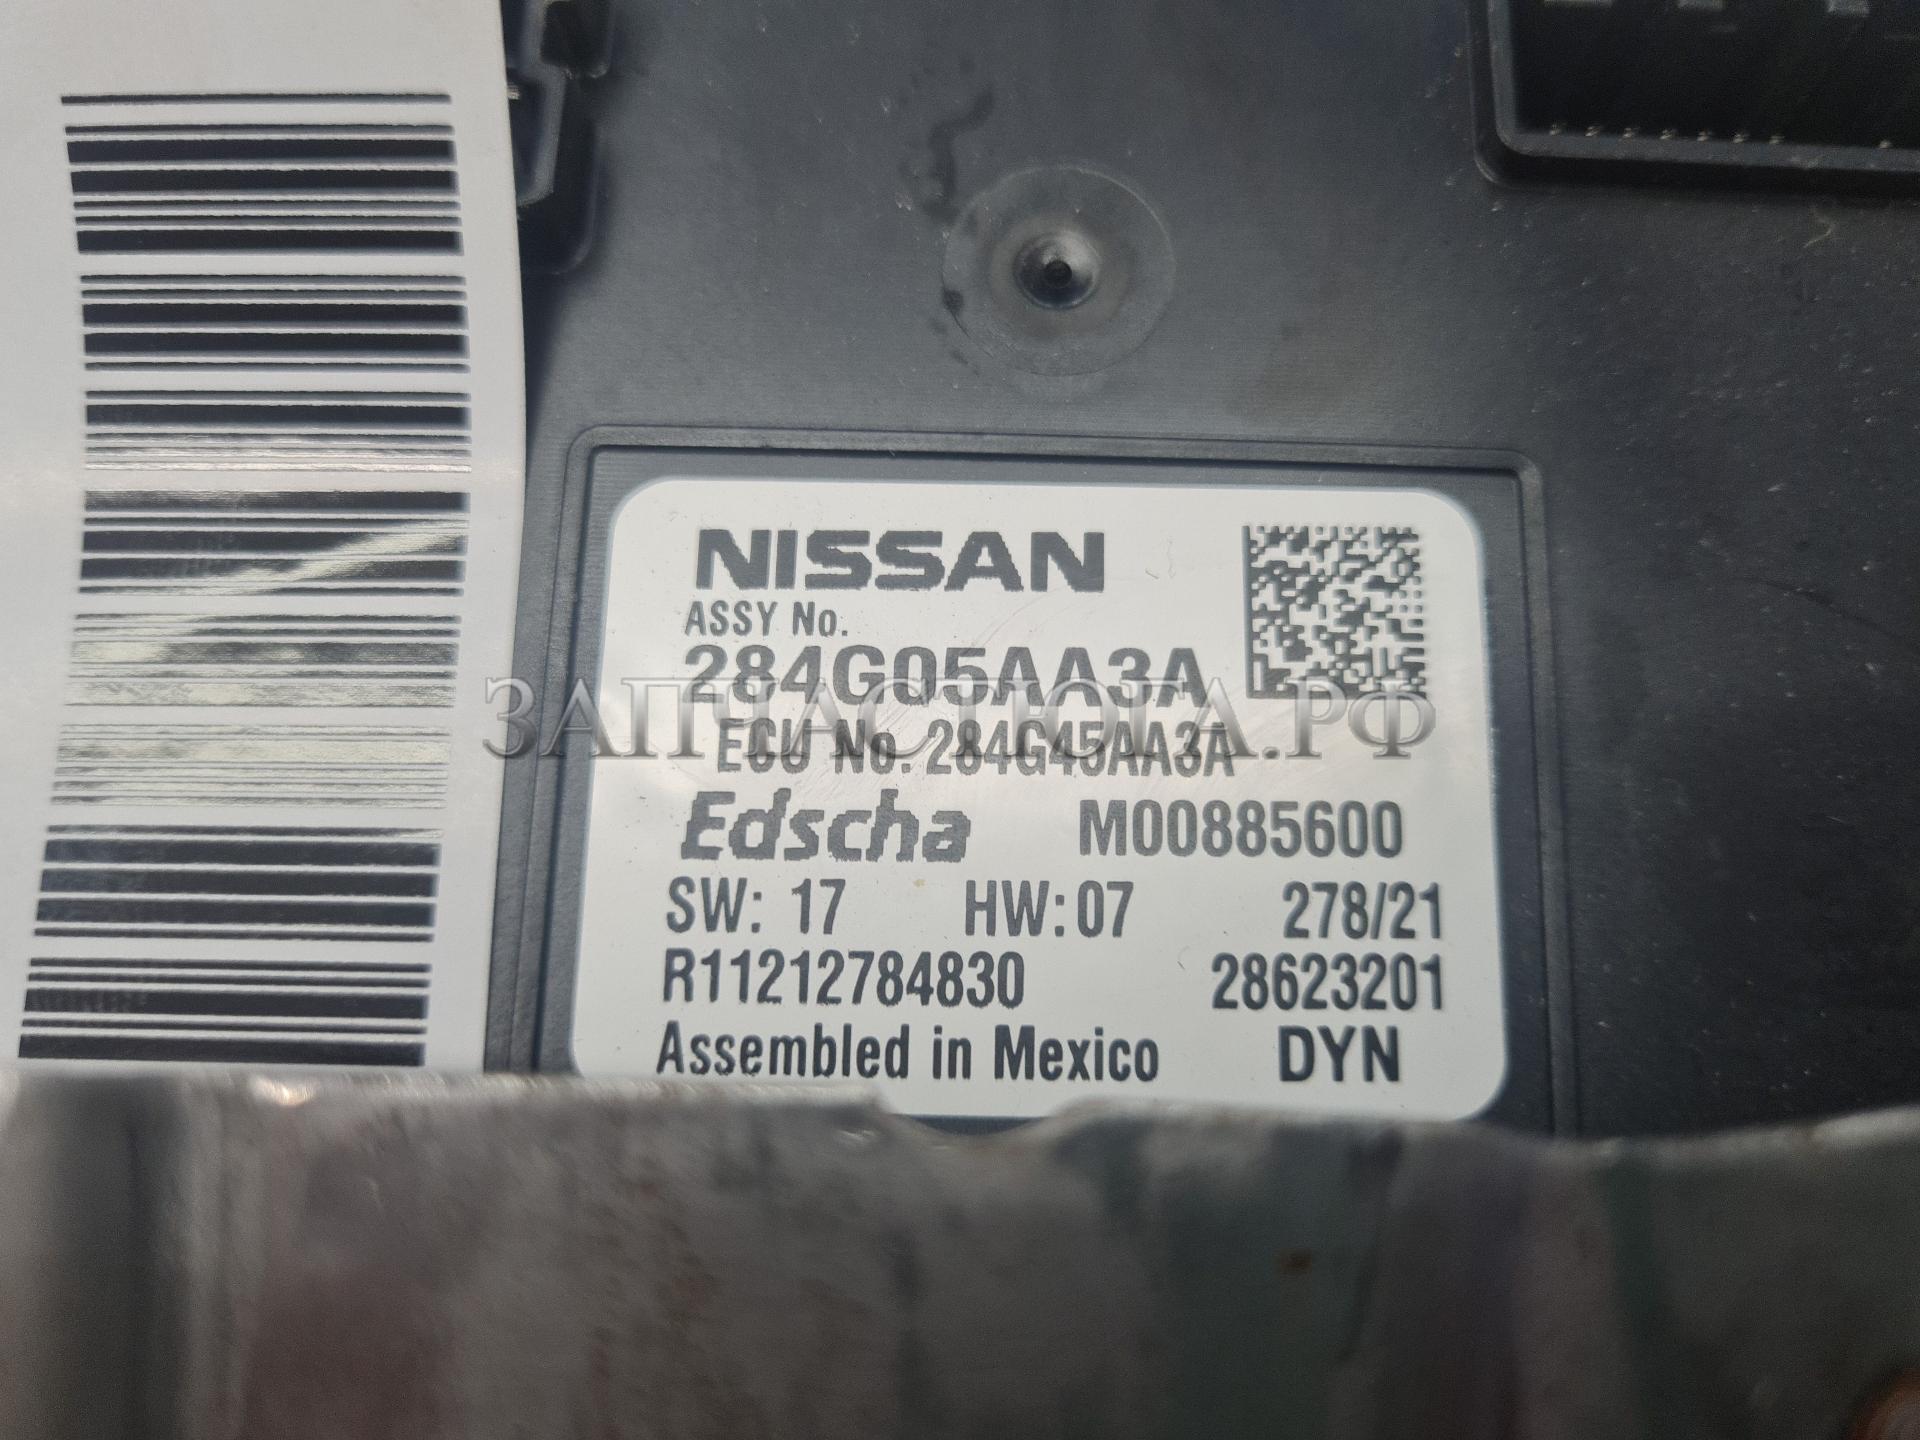 NISSAN
ASSY No.
284G05AA3A
ЗАПЧАСТЮГА.РФ
ECU No. 284G45AA3A
Edscha M00885600
SW: 17 HW: 07 278/21
R11212784830 28623201
Assembled in Mexico DYN